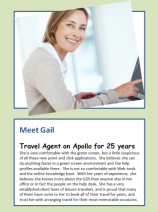 Meet Gail
Travel Agent on Apollo for 25 years
She is very comfortable with the green screen, but a little suspicious
of all these new point and click applications. She believes she can
do anything faster in a green screen environment and the help
profiles available there. She is not so comfortable with Web tools
and the online knowledge base. With her years of experience, she
believes she knows more about the GDS than anyone else in her
office or in fact the people on the help desk. She has a very
established client base of leisure travelers, and is proud that many
of them have come to her to book all of their travel for years, and
trust her with arranging travel for their most memorable occasions.